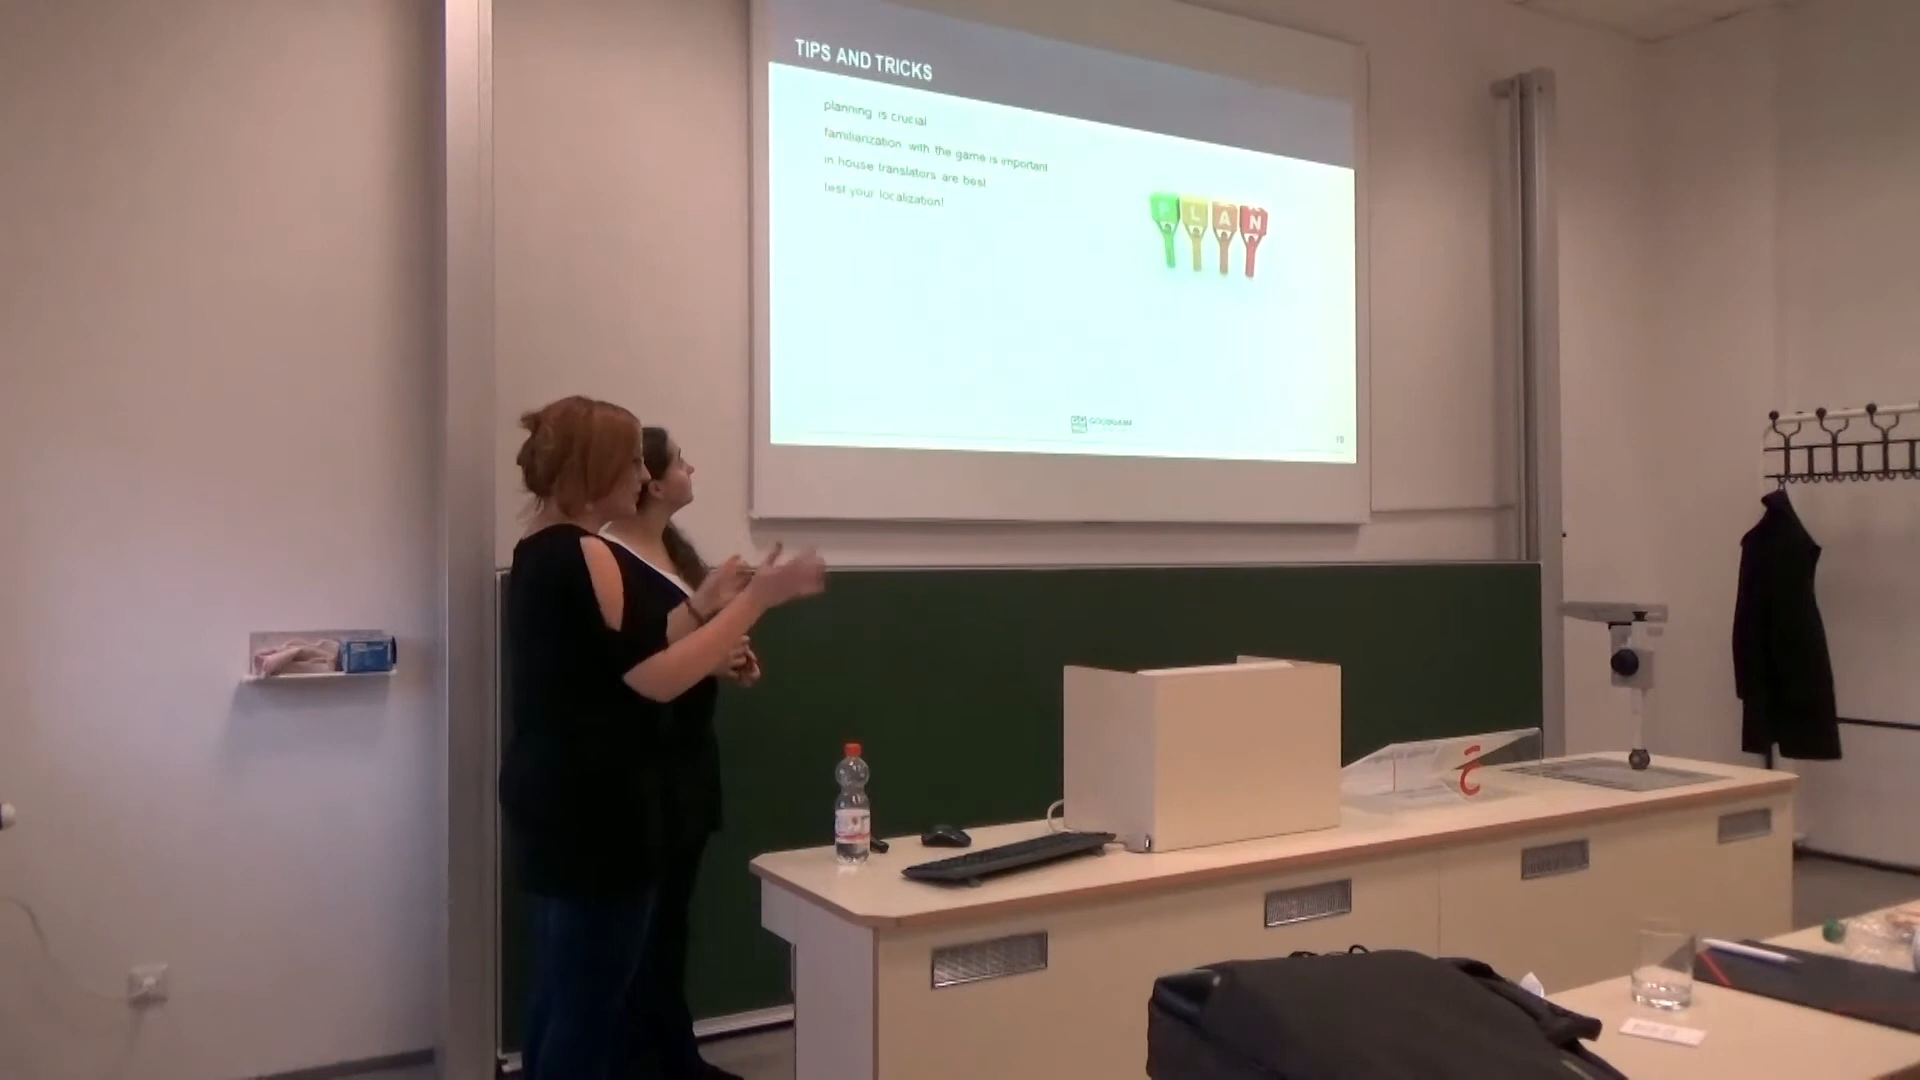 TIPS AND TRICKS
planning is crucial
familiarization with the game is important
in house translators are best
test your localization!
P L A N
GOODGAME